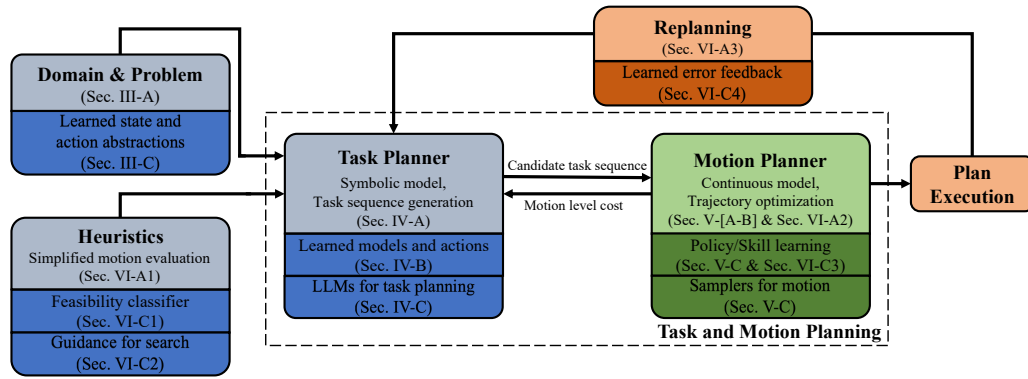 Domain & Problem
(Sec. III-A)
Learned state and
action abstractions
(Sec. III-C)
Heuristics
Simplified motion evaluation
(Sec. VI-A1)
Feasibility classifier
(Sec. VI-C1)
Guidance for search
(Sec. VI-C2)
Replanning
(Sec. VI-A3)
Learned error feedback
(Sec. VI-C4)
Task Planner
Symbolic model,
Task sequence generation
(Sec. IV-A)
Learned models and actions
(Sec. IV-B)
LLMs for task planning
(Sec. IV-C)
Candidate task sequence
Motion level cost
Motion Planner
Continuous model,
Trajectory optimization
(Sec. V-[A-B] & Sec. VI-A2)
Policy/Skill learning
(Sec. V-C & Sec. VI-C3)
Samplers for motion
(Sec. V-C)
Task and Motion Planning
Plan
Execution